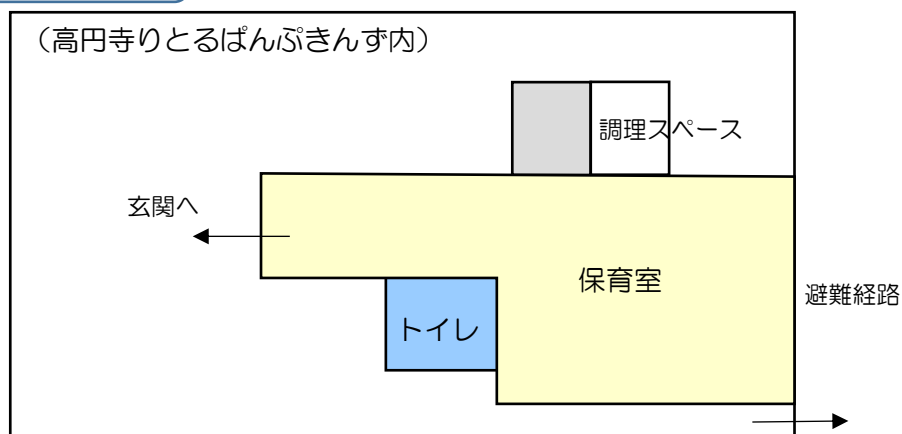 (高円寺りとるぱんぷきんず内)
調理スペース
玄関へ
保育室
避難経路
トイレ